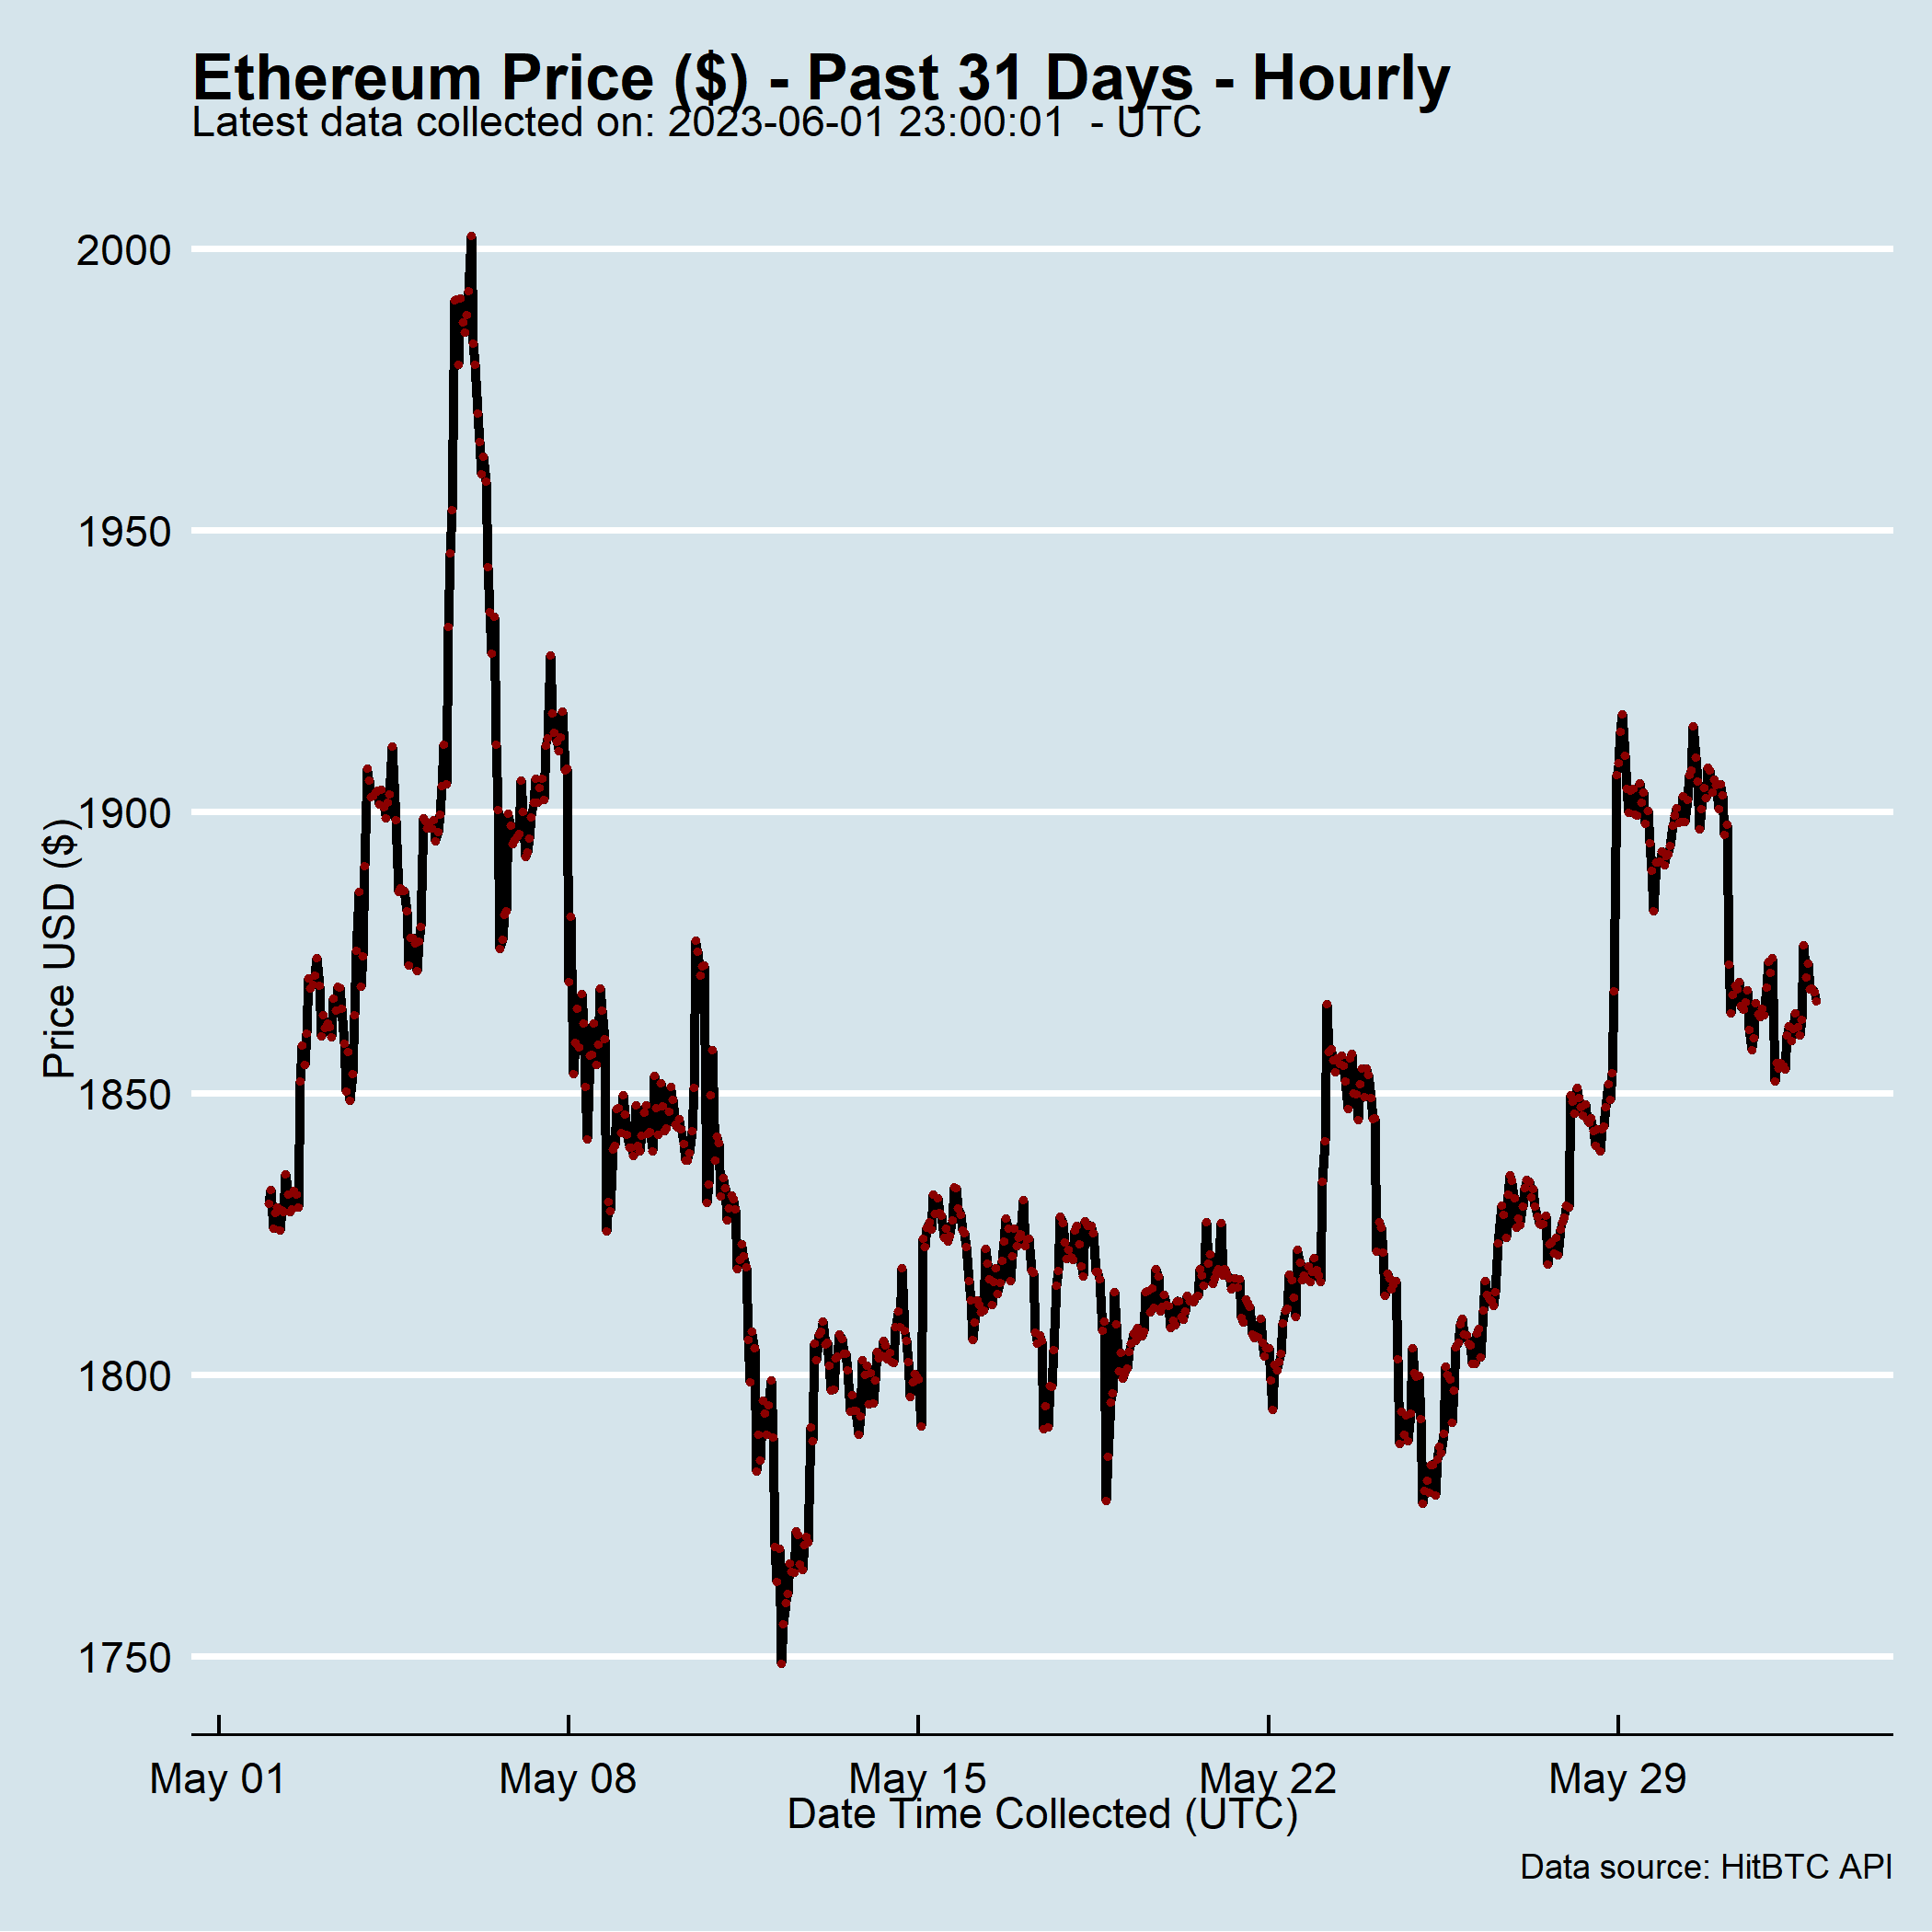 Ethereum Price ($) - Past 31 Days - Hourly
Latest data collected on: 2023-06-01 23:00:01  - UTC
2000
1950
1900
1850
1800
1750
Price USD ($)
May 01
May 08
May 15
May 22
May 29
Date Time Collected (UTC)
Data source: HitBTC API